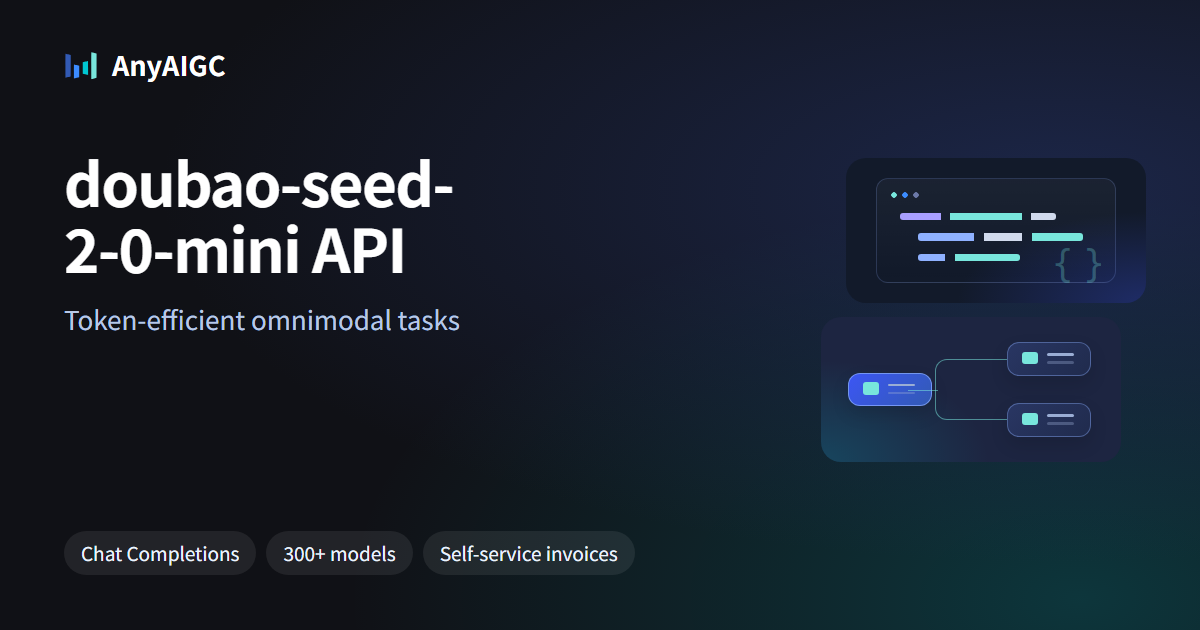 AnyAIGC
doubao-seed-
2-0-mini API
Token-efficient omnimodal tasks
{ }
Chat Completions
300+ models
Self-service invoices